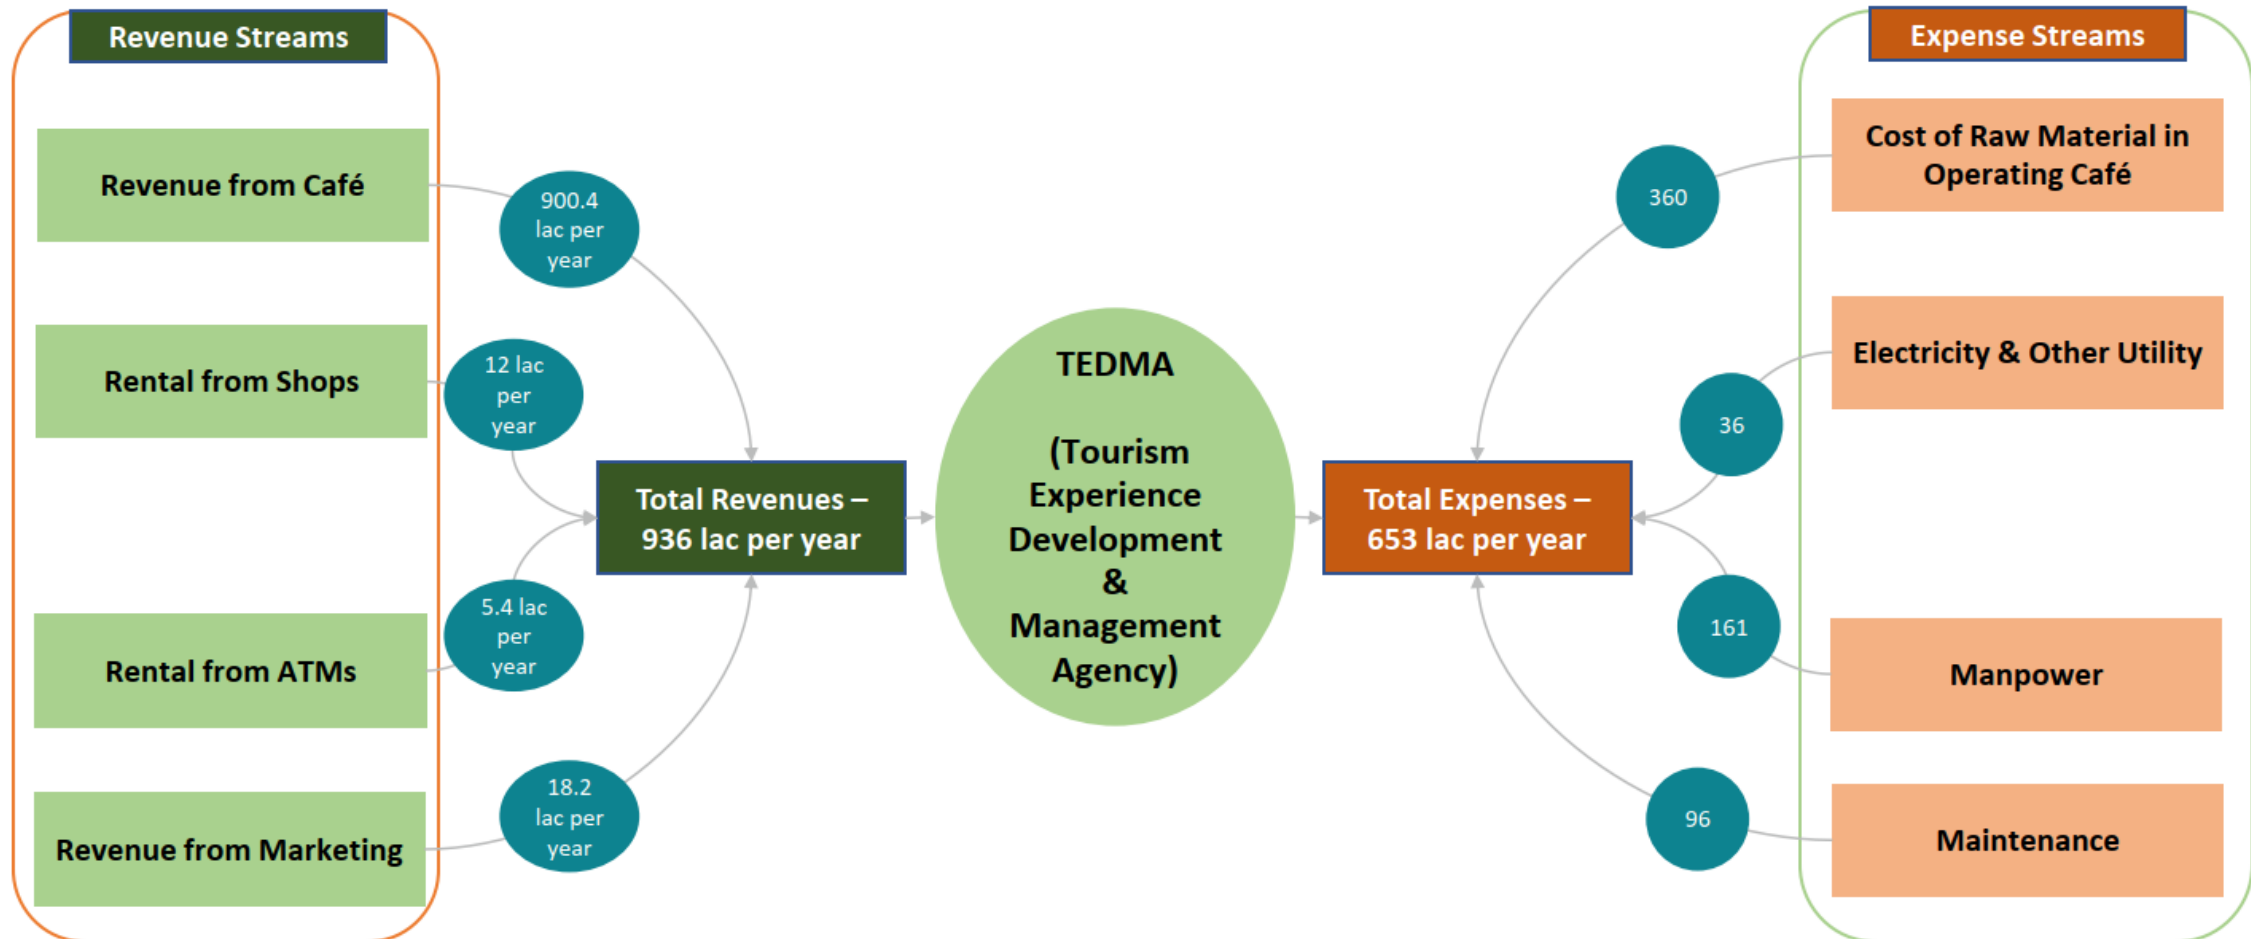 Revenue Streams
Revenue from Café
900.4
lac per
year
Rental from Shops
12 lac
per
year
Rental from ATMs
5.4 lac
per
year
Revenue from Marketing
18.2
lac per
year
Total Revenues –
936 lac per year
TEDMA
(Tourism
Experience
Development
&
Management
Agency)
Total Expenses –
653 lac per year
Expense Streams
Cost of Raw Material in
Operating Café
360
Electricity & Other Utility
36
Manpower
161
Maintenance
96